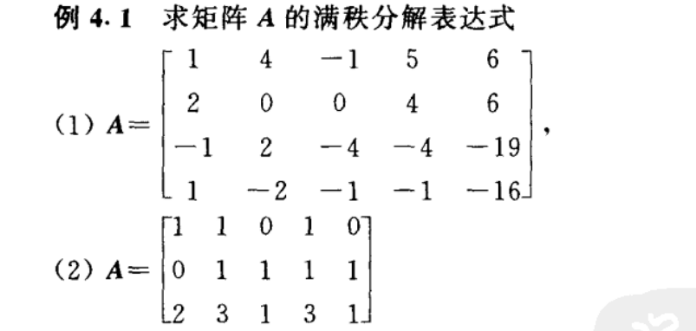 例 4.1 求矩阵 A 的满秩分解表达式
1 4 −1 5 6
2 0 0 4 6
(1) A=
−1 2 −4 −4 −19 ,
1 −2 −1 −1 −16
1 1 0 1 0
(2) A= 0 1 1 1 1
2 3 1 3 1